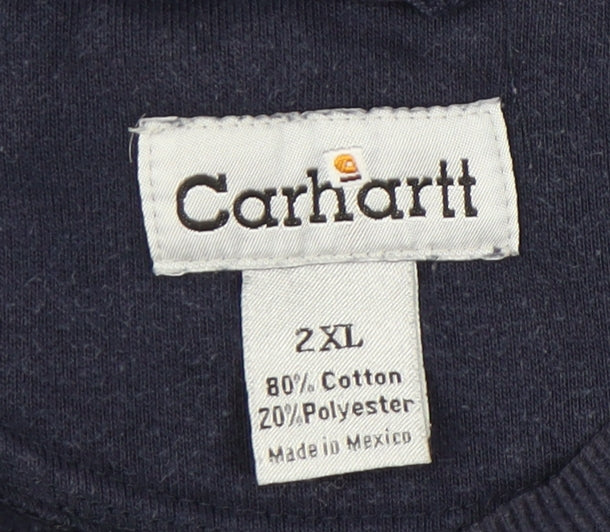 Carhartt
2XL
80% Cotton
20%Polyester
Made in Mexico